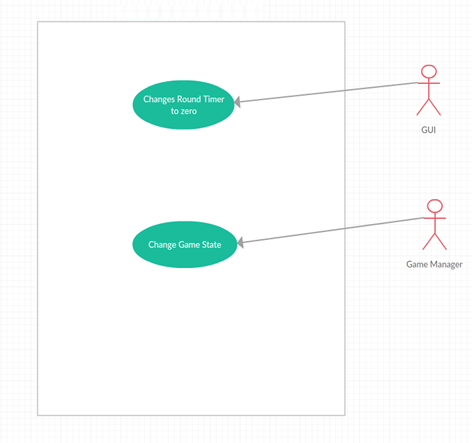 Changes Round Timer
to zero
GUI
Change Game State
Game Manager